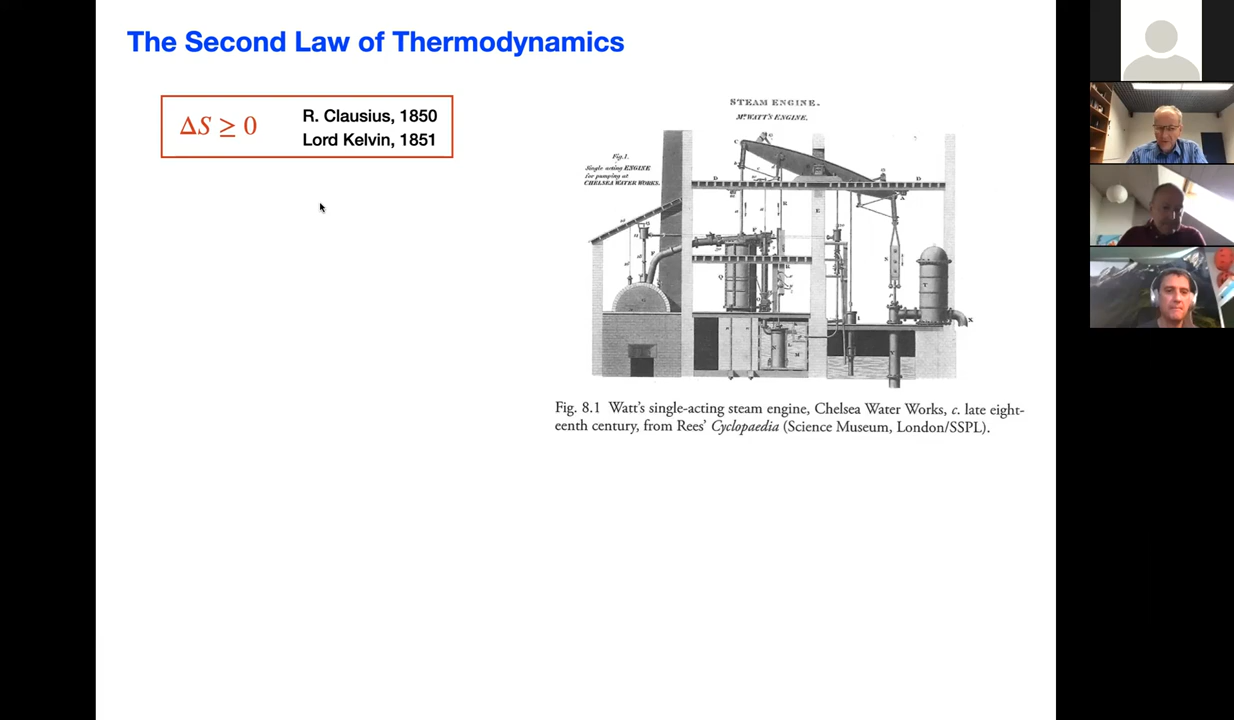 The Second Law of Thermodynamics
ΔS ≥ 0
R. Clausius, 1850
Lord Kelvin, 1851
STEAM ENGINE.
Mr. WATT'S ENGINE.
Fig. 1.
Single acting ENGINE
for pumping at
CHELSEA WATER WORKS.
Fig. 8.1 Watt's single-acting steam engine, Chelsea Water Works, c. late eight-
eenth century, from Rees' Cyclopaedia (Science Museum, London/SSPL).